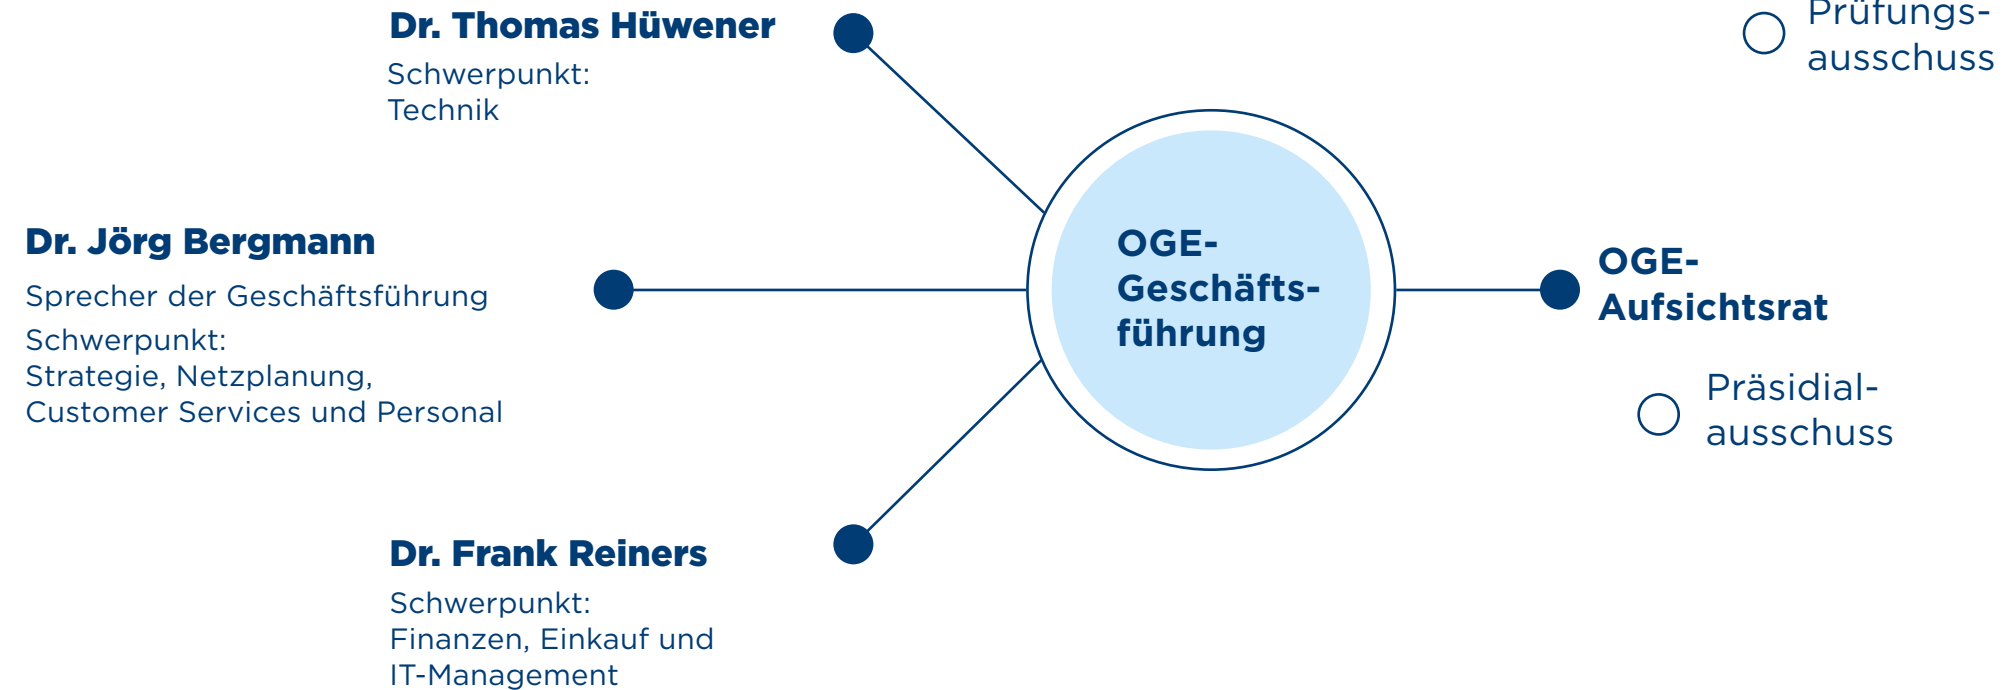 Dr. Thomas Hüwener
Schwerpunkt:
Technik
Prüfungs-
ausschuss
Dr. Jörg Bergmann
Sprecher der Geschäftsführung
Schwerpunkt:
Strategie, Netzplanung,
Customer Services und Personal
OGE-
Geschäfts-
führung
OGE-
Aufsichtsrat
Präsidial-
ausschuss
Dr. Frank Reiners
Schwerpunkt:
Finanzen, Einkauf und
IT-Management